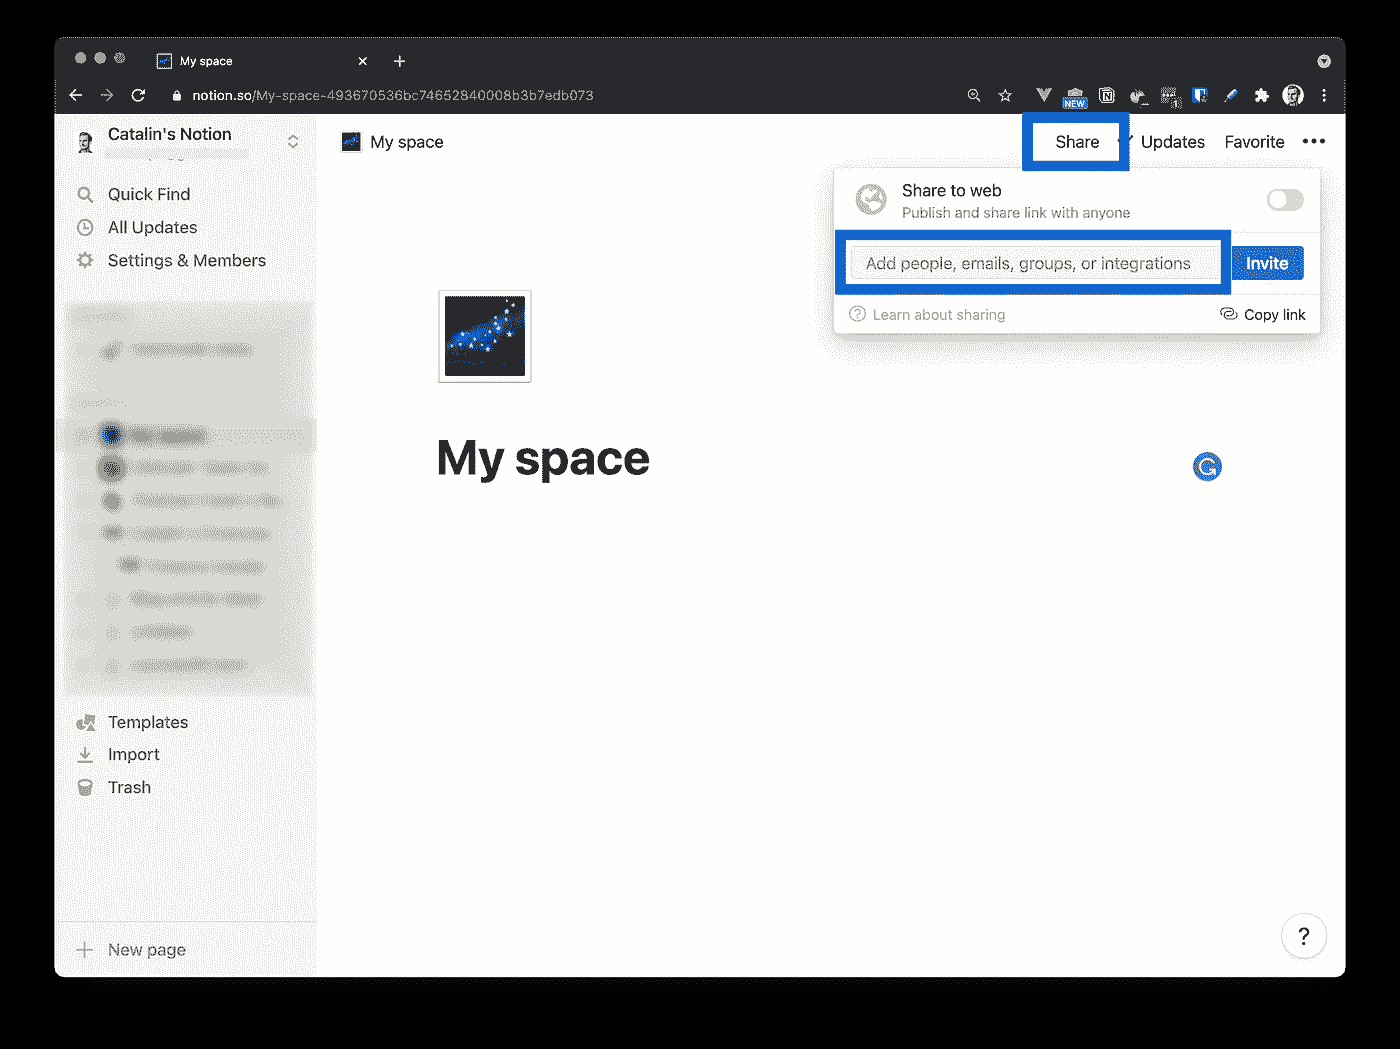 My space
notion.so/My-space-493670536bc74652840008b3b7edb073
NEW
1
Catalin's Notion
My space
Share
Updates
Favorite
Quick Find
All Updates
Settings & Members
Share to web
Publish and share link with anyone
Add people, emails, groups, or integrations
Invite
Learn about sharing
Copy link
My space
Templates
Import
Trash
New page
?